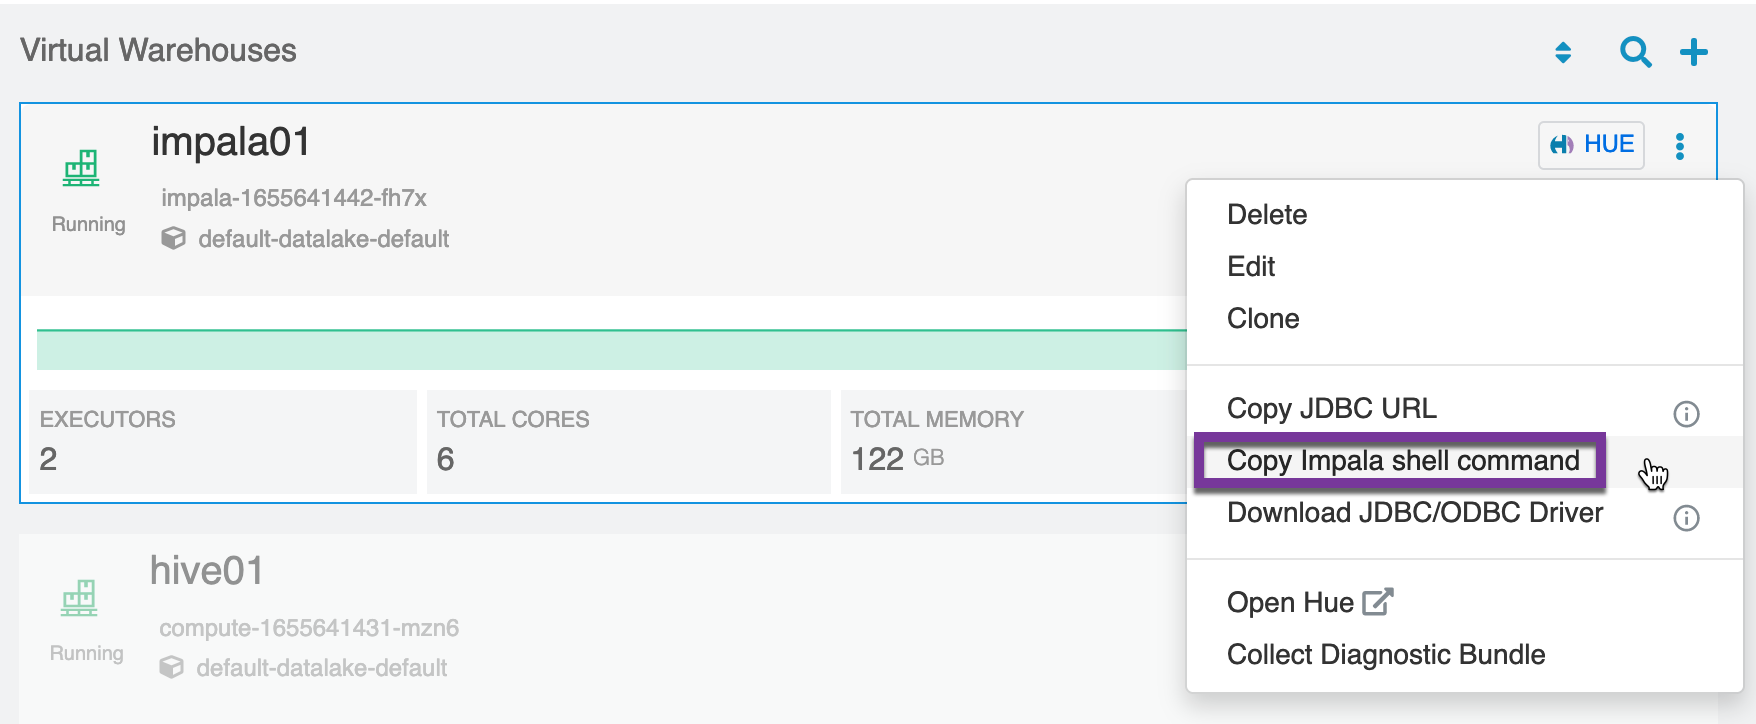 Virtual Warehouses
impala01
HUE
impala-1655641442-fh7x
Running
default-datalake-default
EXECUTORS
2
TOTAL CORES
6
TOTAL MEMORY
122 GB
Delete
Edit
Clone
Copy JDBC URL
Copy Impala shell command
Download JDBC/ODBC Driver
Open Hue
Collect Diagnostic Bundle
hive01
compute-1655641431-mzn6
Running
default-datalake-default